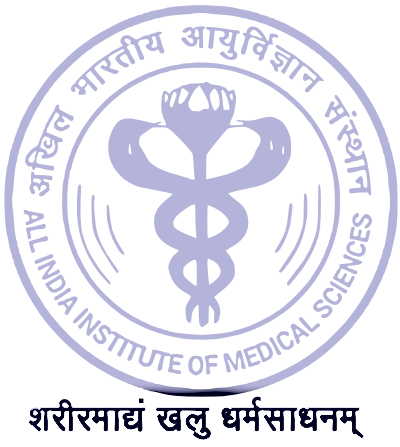 अखिल भारतीय आयुर्विज्ञान संस्थान
ALL INDIA INSTITUTE OF MEDICAL SCIENCES
शरीरमाद्यं खलु धर्मसाधनम्